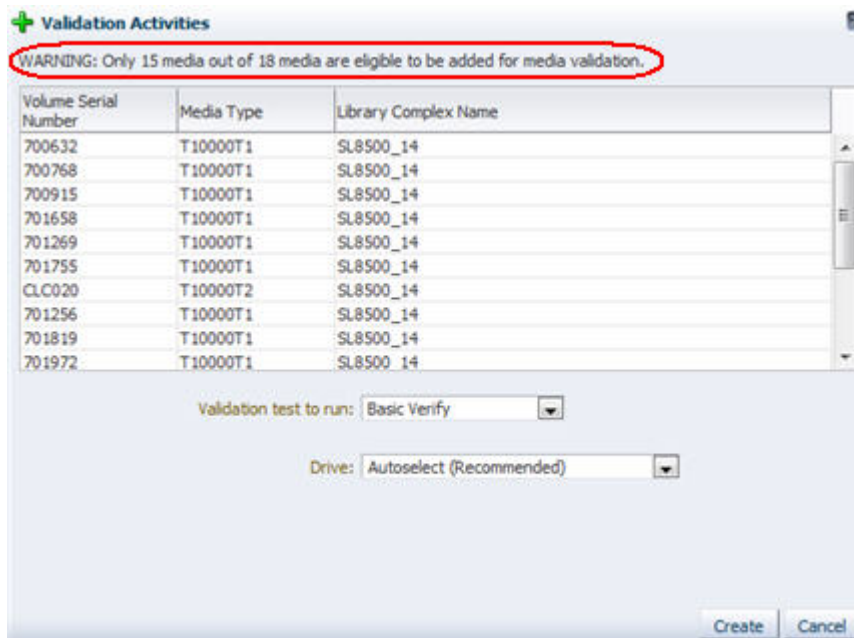 Validation Activities
WARNING: Only 15 media out of 18 media are eligible to be added for media validation.
Volume Serial Number Media Type Library Complex Name
700632 T10000T1 SL8500_14
700768 T10000T1 SL8500_14
700915 T10000T1 SL8500_14
701658 T10000T1 SL8500_14
701269 T10000T1 SL8500_14
701755 T10000T1 SL8500_14
CLC020 T10000T2 SL8500_14
701256 T10000T1 SL8500_14
701819 T10000T1 SL8500_14
701972 T10000T1 SL8500_14
Validation test to run: Basic Verify
Drive: Autoselect (Recommended)
Create Cancel